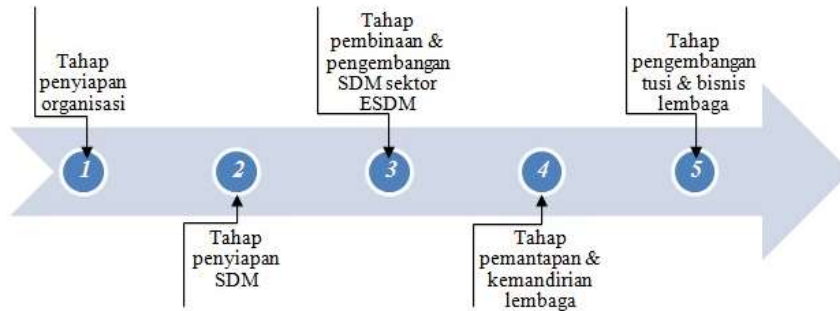 Tahap
penyiapan
organisasi
Tahap
pembinaan &
pengembangan
SDM sektor
ESDM
Tahap
pengembangan
tusi & bisnis
lembaga
1
2
3
4
5
Tahap
penyiapan
SDM
Tahap
pemantapan &
kemandirian
lembaga